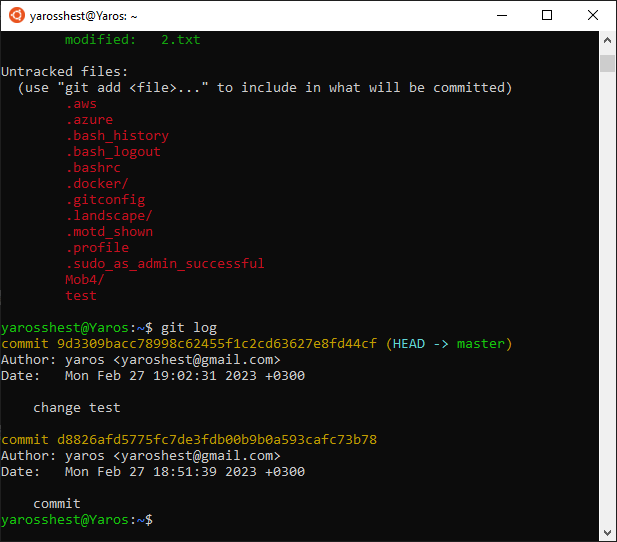 yarosshest@Yaros: ~
modified:   2.txt
Untracked files:
(use "git add <file>..." to include in what will be committed)
.aws
.azure
.bash_history
.bash_logout
.bashrc
.docker/
.gitconfig
.landscape/
.motd_shown
.profile
.sudo_as_admin_successful
Mob4/
test
yarosshest@Yaros:~$ git log
commit 9d3309bacc78998c62455f1c2cd63627e8fd44cf (HEAD -> master)
Author: yaros <yaroshest@gmail.com>
Date:   Mon Feb 27 19:02:31 2023 +0300
change test
commit d8826afd5775fc7de3fdb00b9b0a593cafc73b78
Author: yaros <yaroshest@gmail.com>
Date:   Mon Feb 27 18:51:39 2023 +0300
commit
yarosshest@Yaros:~$